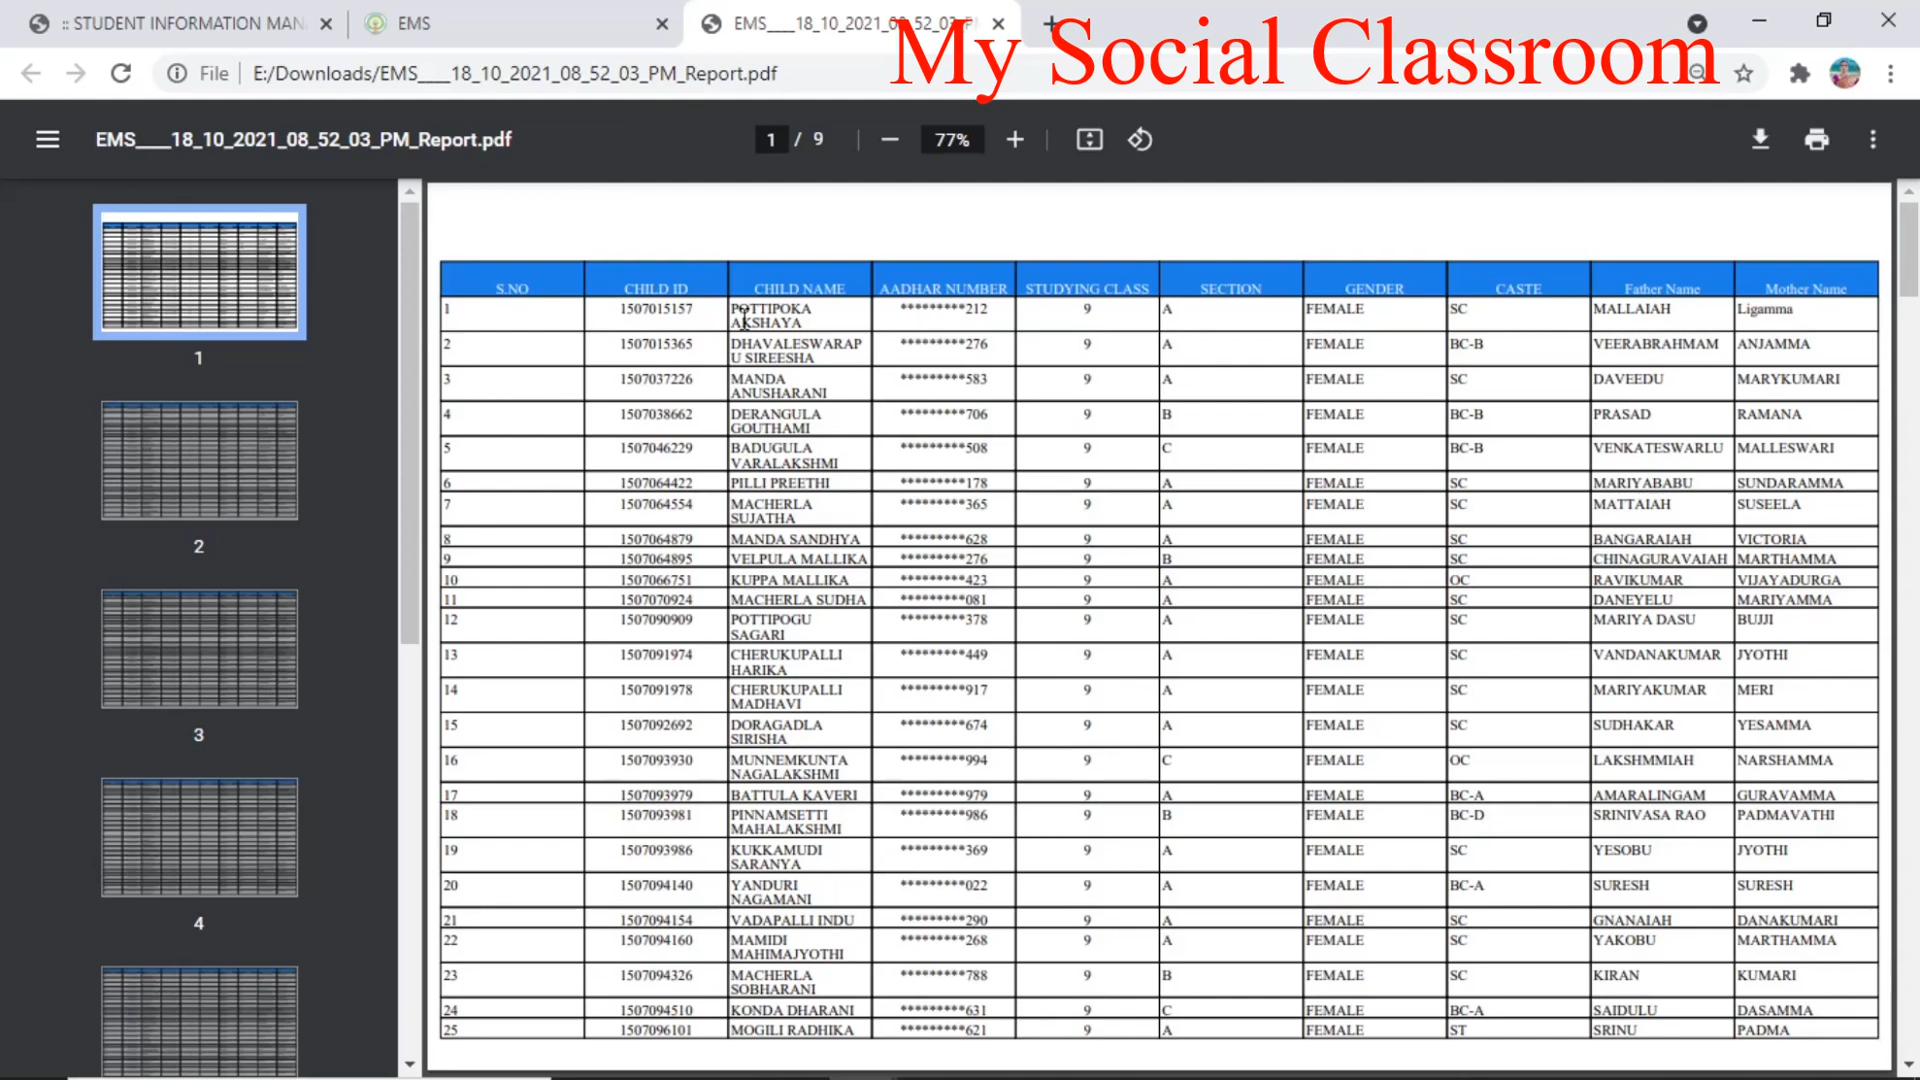 :: STUDENT INFORMATION MAN
EMS
EMS____18_10_2021_08_52_03_P
My Social Classroom
File
E:/Downloads/EMS____18_10_2021_08_52_03_PM_Report.pdf
EMS____18_10_2021_08_52_03_PM_Report.pdf
1 / 9
77%
1
2
3
4
S.NO CHILD ID CHILD NAME AADHAR NUMBER STUDYING CLASS SECTION GENDER CASTE Father Name Mother Name
1 1507015157 POTTIPOKA *********212 9 A FEMALE SC MALLAIAH Ligamma
AKSHAYA
2 1507015365 DHAVALESWARAP *********276 9 A FEMALE BC-B VEERABRAHMAM ANJAMMA
U SIREESHA
3 1507037226 MANDA *********583 9 A FEMALE SC DAVEEDU MARYKUMARI
ANUSHARANI
4 1507038662 DERANGULA *********706 9 B FEMALE BC-B PRASAD RAMANA
GOUTHAMI
5 1507046229 BADUGULA *********508 9 C FEMALE BC-B VENKATESWARLU MALLESWARI
VARALAKSHMI
6 1507064422 PILLI PREETHI *********178 9 A FEMALE SC MARIYABABU SUNDARAMMA
7 1507064554 MACHERLA *********365 9 A FEMALE SC MATTAIAH SUSEELA
SUJATHA
8 1507064879 MANDA SANDHYA *********628 9 A FEMALE SC BANGARAIAH VICTORIA
9 1507064895 VELPULA MALLIKA *********276 9 B FEMALE SC CHINAGURAVAIAH MARTHAMMA
10 1507066751 KUPPA MALLIKA *********423 9 A FEMALE OC RAVIKUMAR VIJAYADURGA
11 1507070924 MACHERLA SUDHA *********081 9 A FEMALE SC DANEYELU MARIYAMMA
12 1507090909 POTTIPOGU *********378 9 A FEMALE SC MARIYA DASU BUJJI
SAGARI
13 1507091974 CHERUKUPALLI *********449 9 A FEMALE SC VANDANAKUMAR JYOTHI
HARIKA
14 1507091978 CHERUKUPALLI *********917 9 A FEMALE SC MARIYAKUMAR MERI
MADHAVI
15 1507092692 DORAGADLA *********674 9 A FEMALE SC SUDHAKAR YESAMMA
SIRISHA
16 1507093930 MUNNEMKUNTA *********994 9 C FEMALE OC LAKSHMMIAH NARSHAMMA
NAGALAKSHMI
17 1507093979 BATTULA KAVERI *********979 9 A FEMALE BC-A AMARALINGAM GURAVAMMA
18 1507093981 PINNAMSETTI *********986 9 B FEMALE BC-D SRINIVASA RAO PADMAVATHI
MAHALAKSHMI
19 1507093986 KUKKAMUDI *********369 9 A FEMALE SC YESOBU JYOTHI
SARANYA
20 1507094140 YANDURI *********022 9 A FEMALE BC-A SURESH SURESH
NAGAMANI
21 1507094154 VADAPALLI INDU *********290 9 A FEMALE SC GNANAIAH DANAKUMARI
22 1507094160 MAMIDI *********268 9 A FEMALE SC YAKOBU MARTHAMMA
MAHIMAJYOTHI
23 1507094326 MACHERLA *********788 9 B FEMALE SC KIRAN KUMARI
SOBHARANI
24 1507094510 KONDA DHARANI *********631 9 C FEMALE BC-A SAIDULU DASAMMA
25 1507096101 MOGILI RADHIKA *********621 9 A FEMALE ST SRINU PADMA